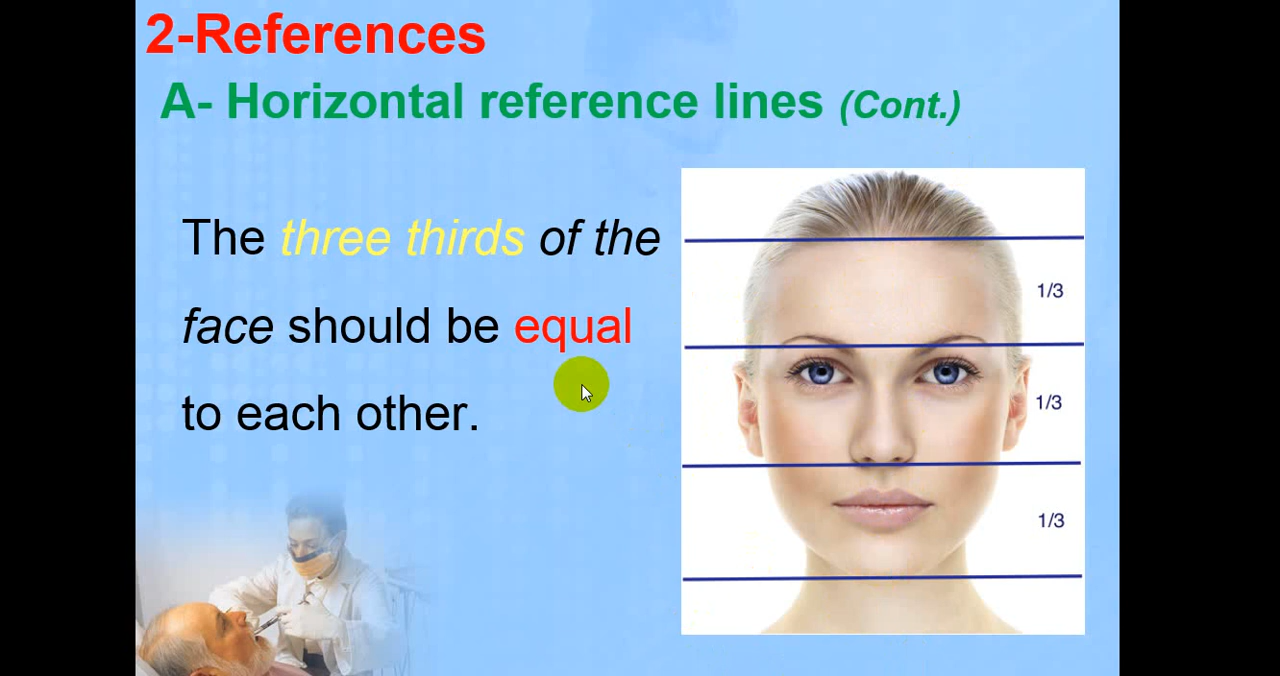 2-References
A- Horizontal reference lines (Cont.)
The three thirds of the
face should be equal
to each other.
1/3
1/3
1/3